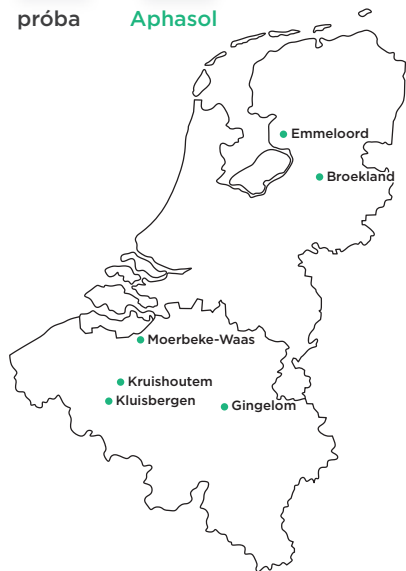 próba Aphasol
Emmeloord
Broekland
Moerbeke-Waas
Kruishoutem
Kluisbergen
Gingelom